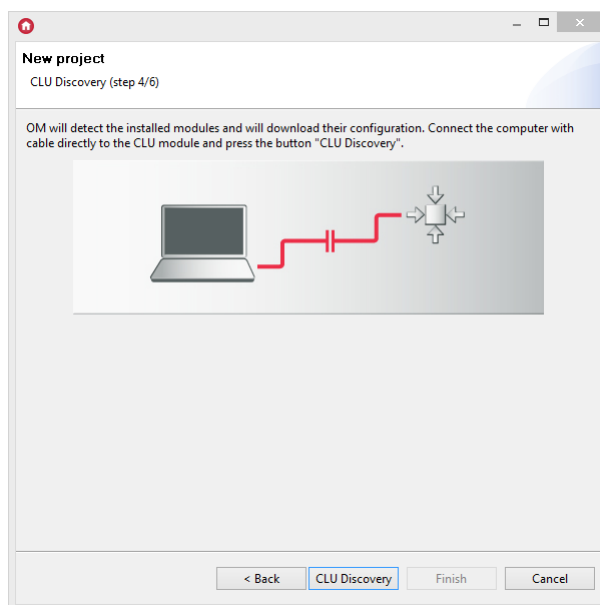 New project
CLU Discovery (step 4/6)
OM will detect the installed modules and will download their configuration. Connect the computer with
cable directly to the CLU module and press the button "CLU Discovery".
< Back CLU Discovery Finish Cancel